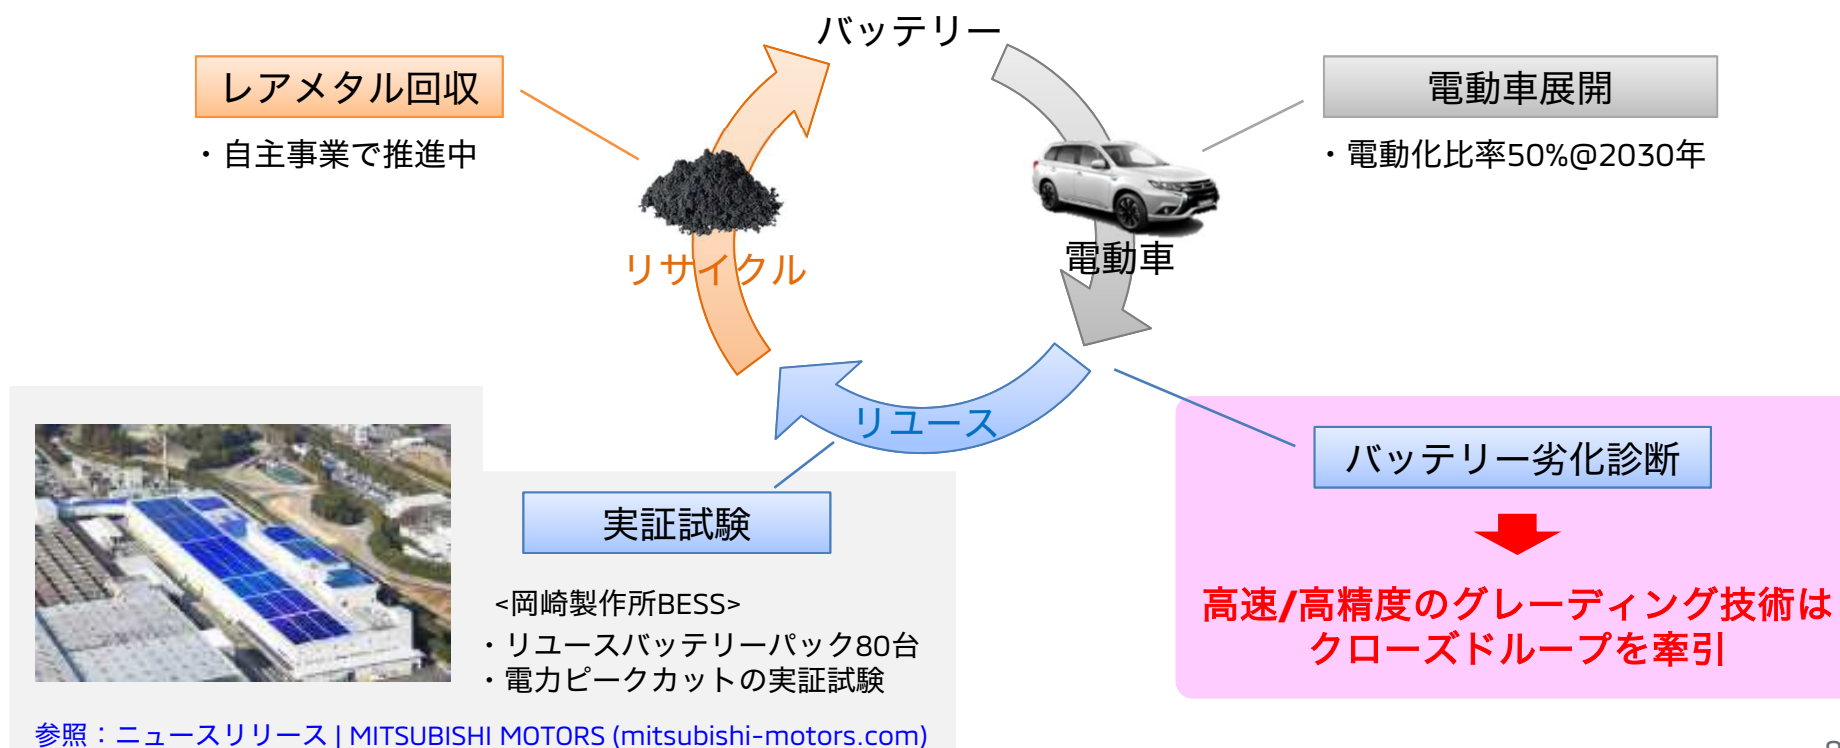 バッテリー
レアメタル回収
・自主事業で推進中
電動車展開
・電動化比率50%@2030年
電動車
リサイクル
リユース
バッテリー劣化診断
高速/高精度のグレーディング技術は
クローズドループを牽引
実証試験
<岡崎製作所BESS>
・リユースバッテリーパック80台
・電力ピークカットの実証試験
参照：ニュースリリース | MITSUBISHI MOTORS (mitsubishi-motors.com)